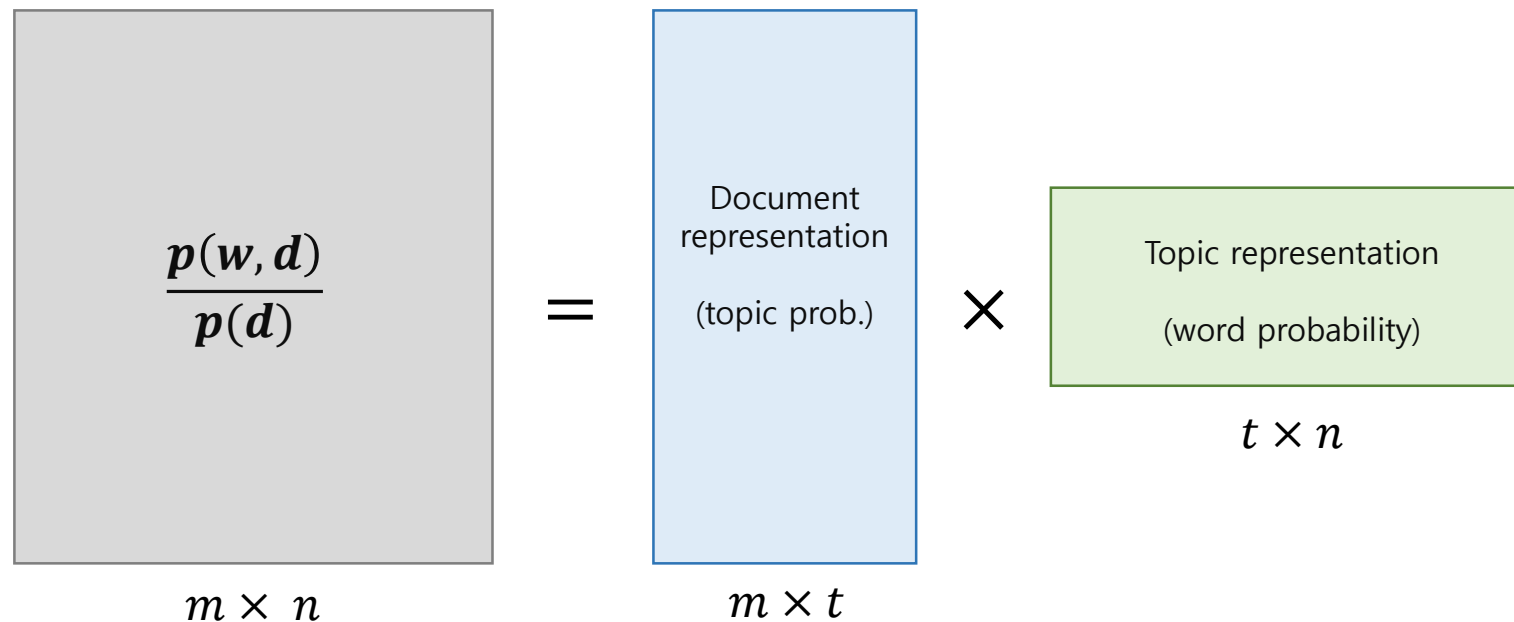 p(w, d)
p(d)
=
Document
representation
(topic prob.)
×
Topic representation
(word probability)
t × n
m × n
m × t